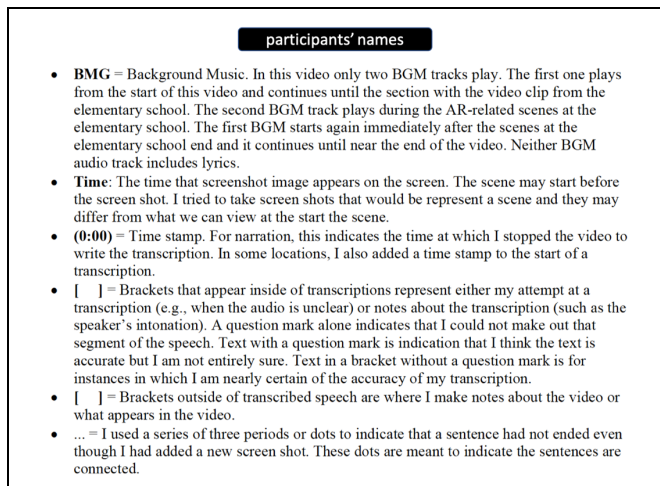 participants' names
• BMG = Background Music. In this video only two BGM tracks play. The first one plays
from the start of this video and continues until the section with the video clip from the
elementary school. The second BGM track plays during the AR-related scenes at the
elementary school. The first BGM starts again immediately after the scenes at the
elementary school end and it continues until near the end of the video. Neither BGM
audio track includes lyrics.
• Time: The time that screenshot image appears on the screen. The scene may start before
the screen shot. I tried to take screen shots that would be represent a scene and they may
differ from what we can view at the start the scene.
• (0:00) = Time stamp. For narration, this indicates the time at which I stopped the video to
write the transcription. In some locations, I also added a time stamp to the start of a
transcription.
• [ ] = Brackets that appear inside of transcriptions represent either my attempt at a
transcription (e.g., when the audio is unclear) or notes about the transcription (such as the
speaker's intonation). A question mark alone indicates that I could not make out that
segment of the speech. Text with a question mark is indication that I think the text is
accurate but I am not entirely sure. Text in a bracket without a question mark is for
instances in which I am nearly certain of the accuracy of my transcription.
• [ ] = Brackets outside of transcribed speech are where I make notes about the video or
what appears in the video.
• ... = I used a series of three periods or dots to indicate that a sentence had not ended even
though I had added a new screen shot. These dots are meant to indicate the sentences are
connected.